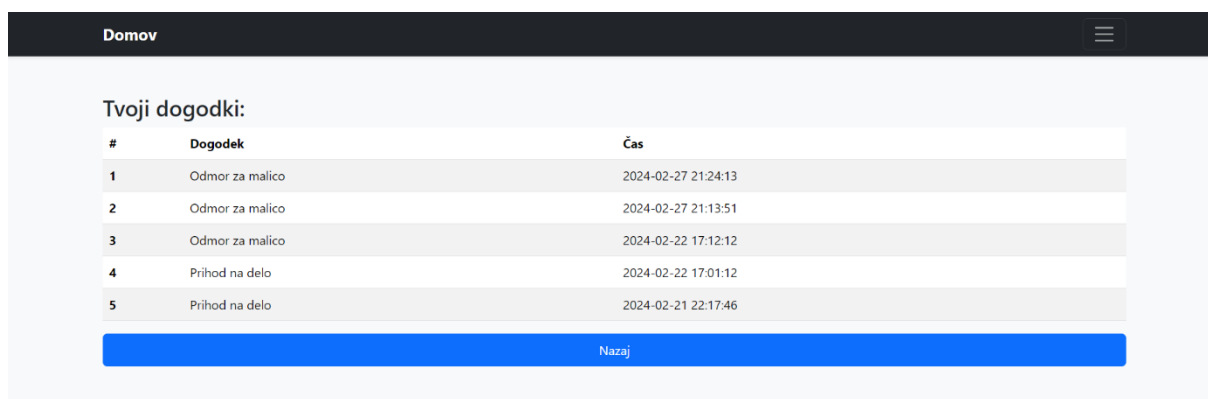 Domov
Tvoji dogodki:
# Dogodek Čas
1 Odmor za malico 2024-02-27 21:24:13
2 Odmor za malico 2024-02-27 21:13:51
3 Odmor za malico 2024-02-22 17:12:12
4 Prihod na delo 2024-02-22 17:01:12
5 Prihod na delo 2024-02-21 22:17:46
Nazaj